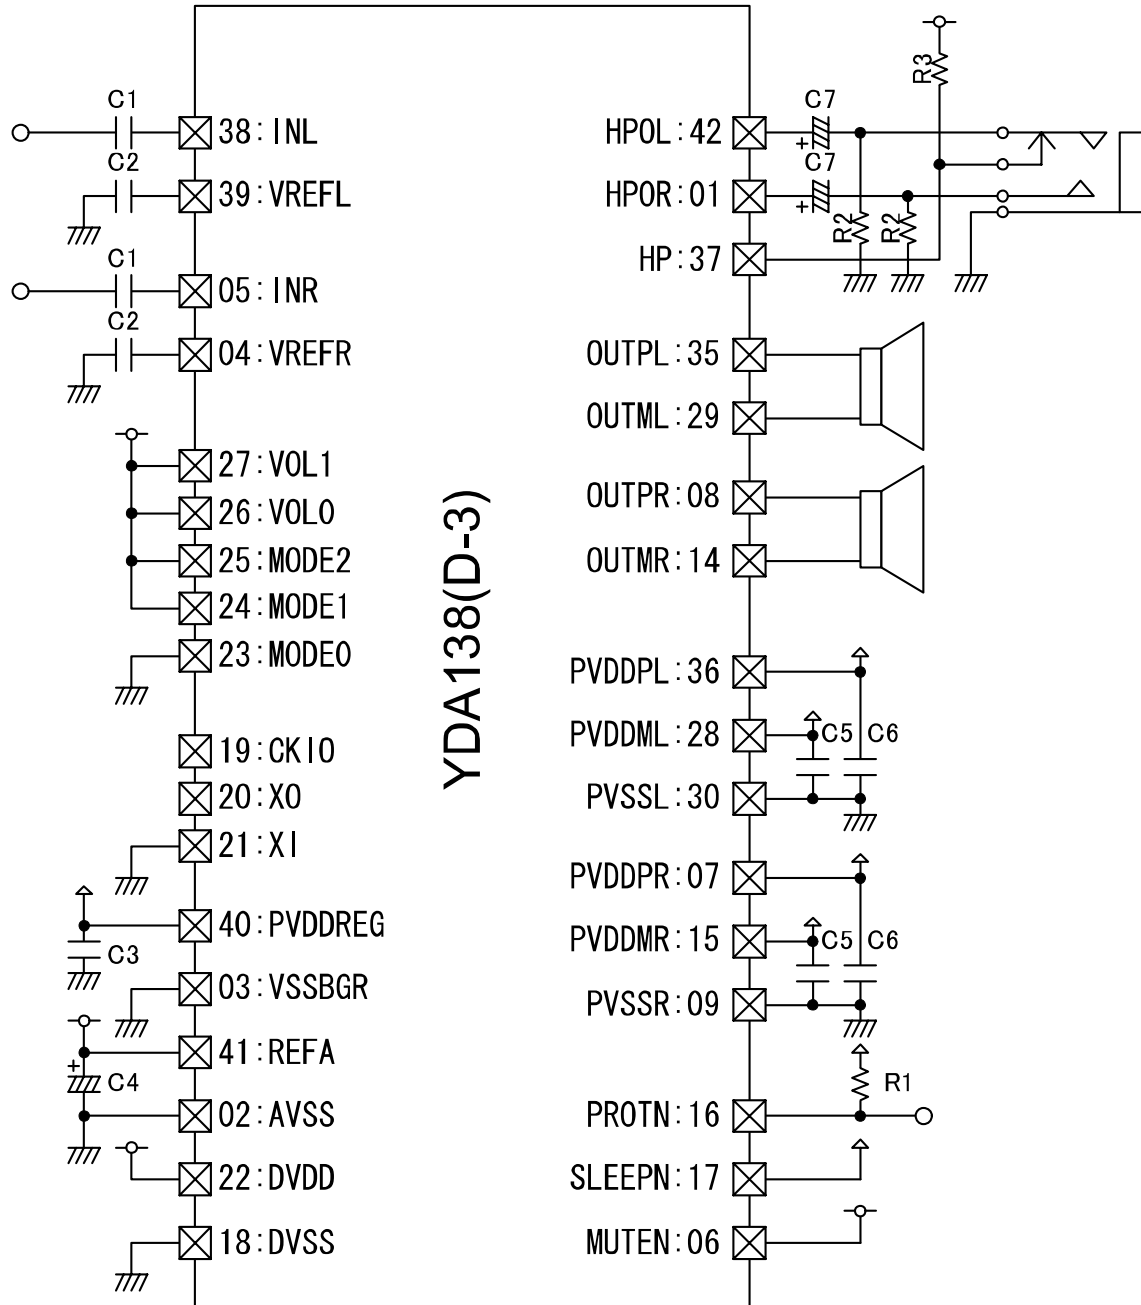 C1
38:INL
C2
39:VREFL
C1
05:INR
C2
04:VREFR
27:VOL1
26:VOL0
25:MODE2
24:MODE1
23:MODE0
19:CKIO
20:XO
21:XI
40:PVDDREG
C3
03:VSSBGR
41:REFA
+
C4
02:AVSS
22:DVDD
18:DVSS
YDA138(D-3)
R3
C7
HPOL:42
+
C7
HPOR:01
+
R2
R2
HP:37
OUTPL:35
OUTML:29
OUTPR:08
OUTMR:14
PVDDPL:36
PVDDML:28
C5
C6
PVSSL:30
PVDDPR:07
PVDDMR:15
C5
C6
PVSSR:09
R1
PROTN:16
SLEEPN:17
MUTEN:06